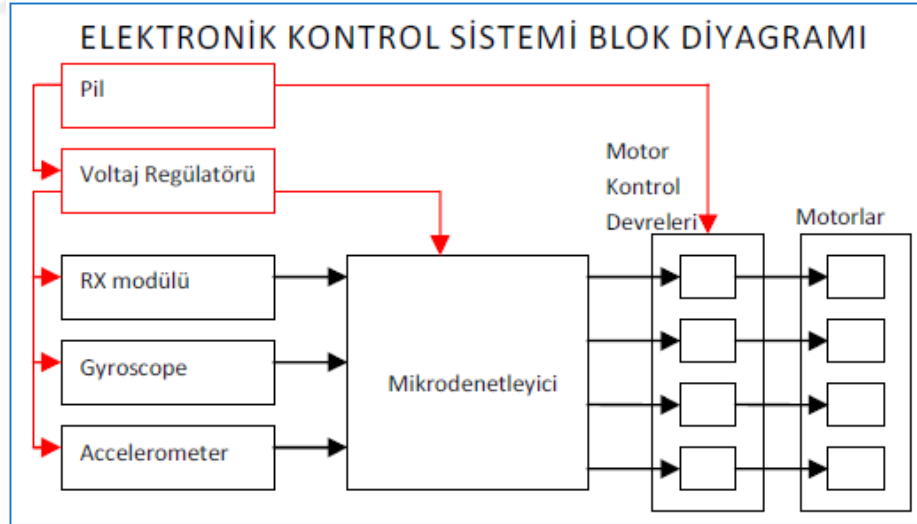 ELEKTRONİK KONTROL SİSTEMİ BLOK DİYAGRAMI
Pil
Voltaj Regülatörü
Motor
Kontrol
Devreleri
Motorlar
RX modülü
Gyroscope
Mikrodenetleyici
Accelerometer